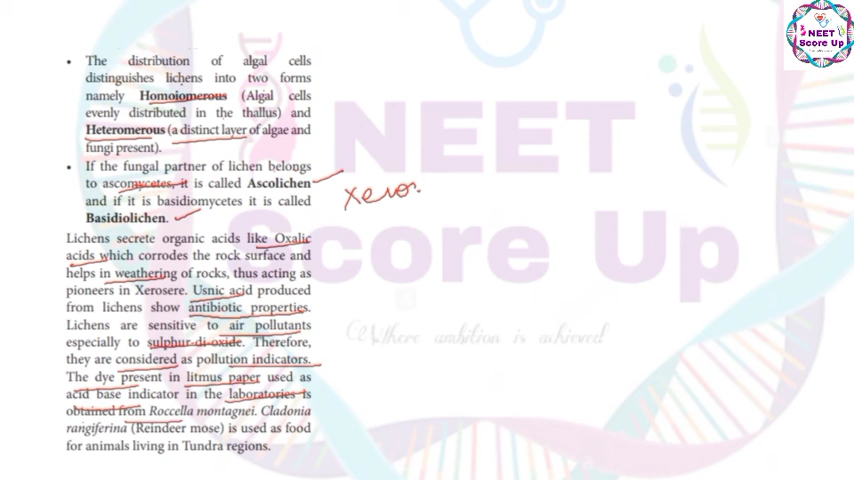 NEET
Score Up
• The distribution of algal cells
distinguishes lichens into two forms
namely Homoiomerous (Algal cells
evenly distributed in the thallus) and
Heteromerous (a distinct layer of algae and
fungi present).
• If the fungal partner of lichen belongs
to ascomycetes, it is called Ascolichen
and if it is basidiomycetes it is called
Basidiolichen.
Lichens secrete organic acids like Oxalic
acids which corrodes the rock surface and
helps in weathering of rocks, thus acting as
pioneers in Xerosere. Usnic acid produced
from lichens show antibiotic properties.
Lichens are sensitive to air pollutants
especially to sulphur-di-oxide. Therefore,
they are considered as pollution indicators.
The dye present in litmus paper used as
acid base indicator in the laboratories is
obtained from Roccella montagnei. Cladonia
rangiferina (Reindeer mose) is used as food
for animals living in Tundra regions.
Xeros
NEET
Score Up
Where ambition is achieved